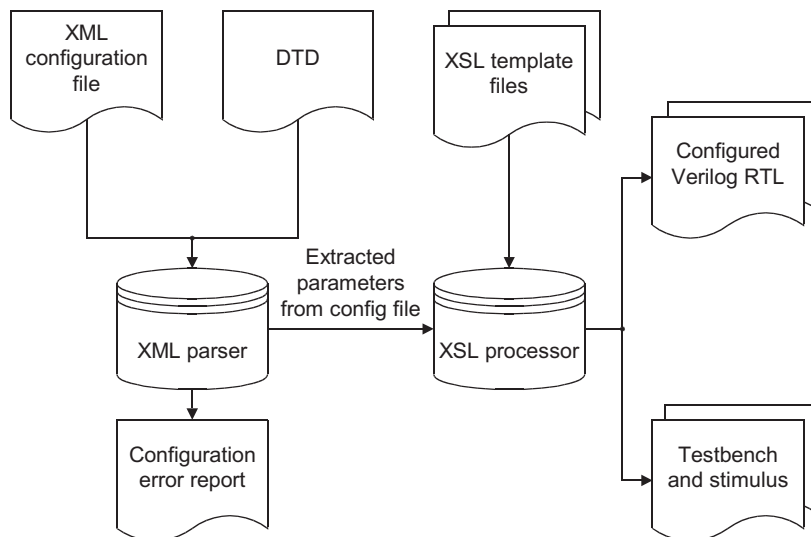 XML
configuration
file
DTD
XSL template
files
Configured
Verilog RTL
Extracted
parameters
from config file
XML parser
XSL processor
Configuration
error report
Testbench
and stimulus